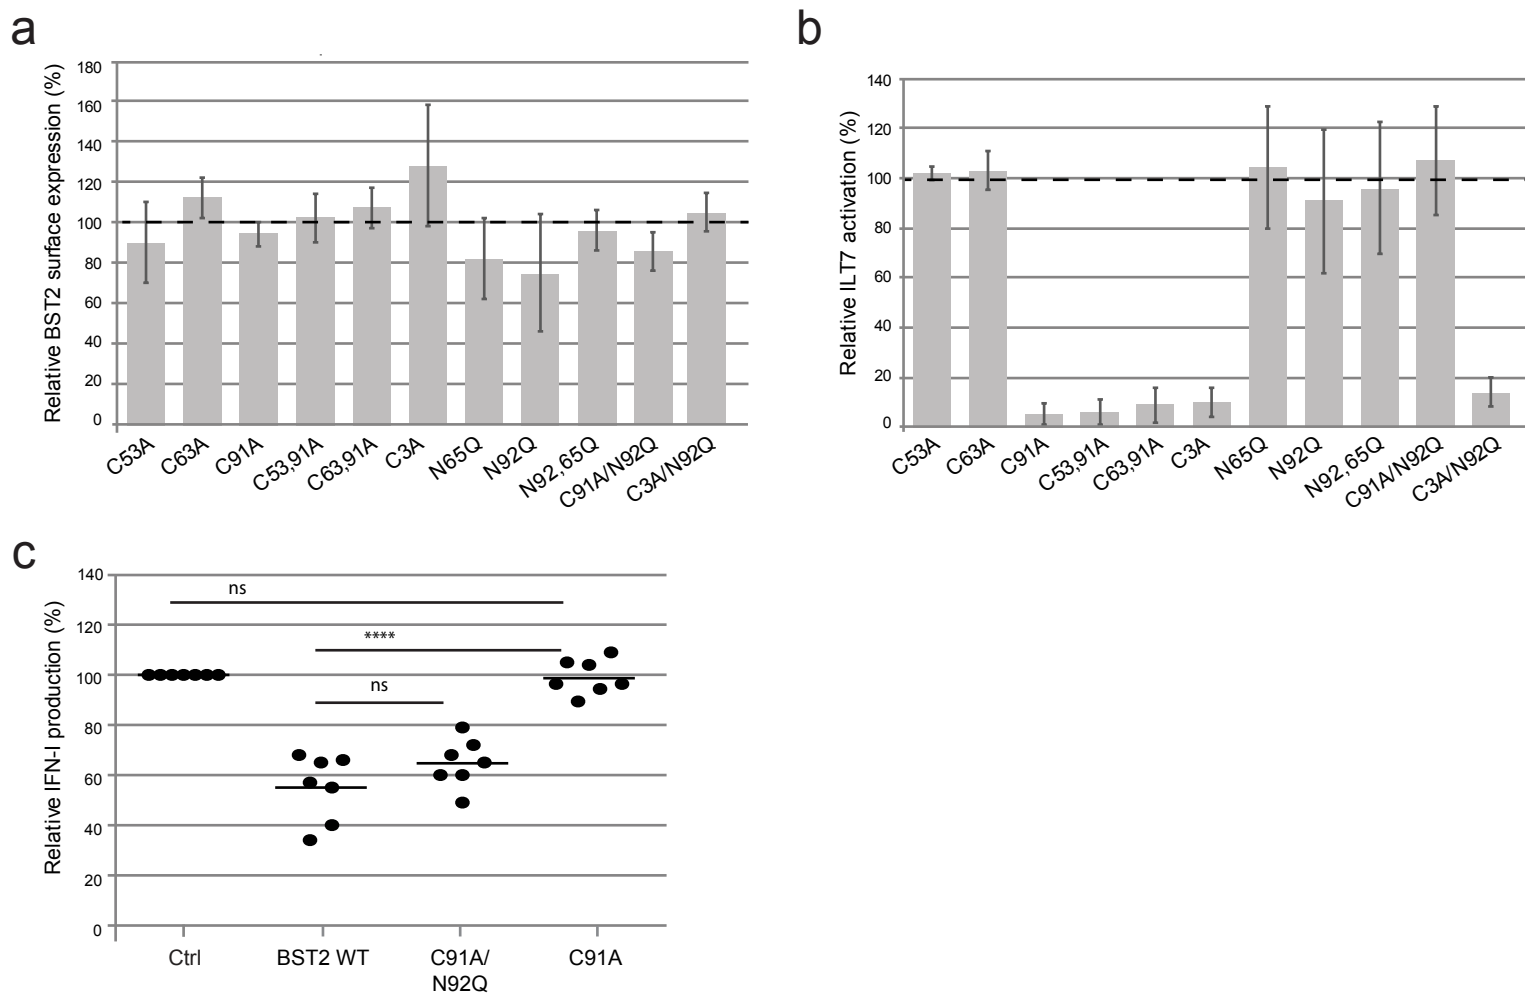 a
Relative BST2 surface expression (%)
180
160
140
120
100
80
60
40
20
0
C53A
C63A
C91A
C53,91A
C63,91A
C3A
N65Q
N92Q
N92,65Q
C91A/N92Q
C3A/N92Q
b
Relative ILT7 activation (%)
140
120
100
80
60
40
20
0
C53A
C63A
C91A
C53,91A
C63,91A
C3A
N65Q
N92Q
N92,65Q
C91A/N92Q
C3A/N92Q
c
Relative IFN-I production (%)
140
120
100
80
60
40
20
0
ns
****
ns
Ctrl
BST2 WT
C91A/
N92Q
C91A